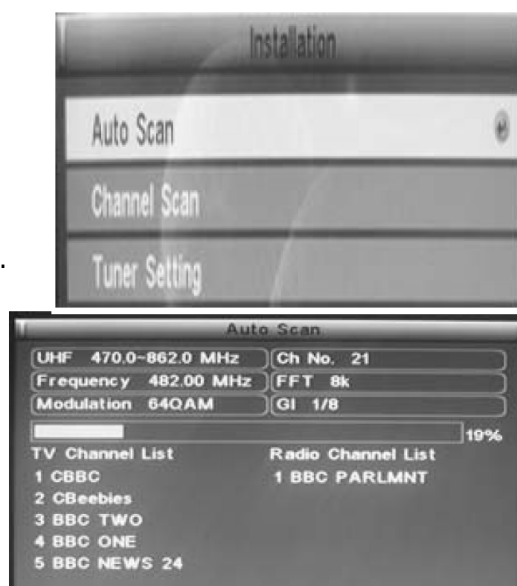 Installation
Auto Scan
Channel Scan
Tuner Setting
.
Auto Scan
UHF 470.0~862.0 MHz Ch No. 21
Frequency 482.00 MHz FFT 8k
Modulation 64QAM GI 1/8
19%
TV Channel List Radio Channel List
1 CBBC 1 BBC PARLMNT
2 CBeebies
3 BBC TWO
4 BBC ONE
5 BBC NEWS 24